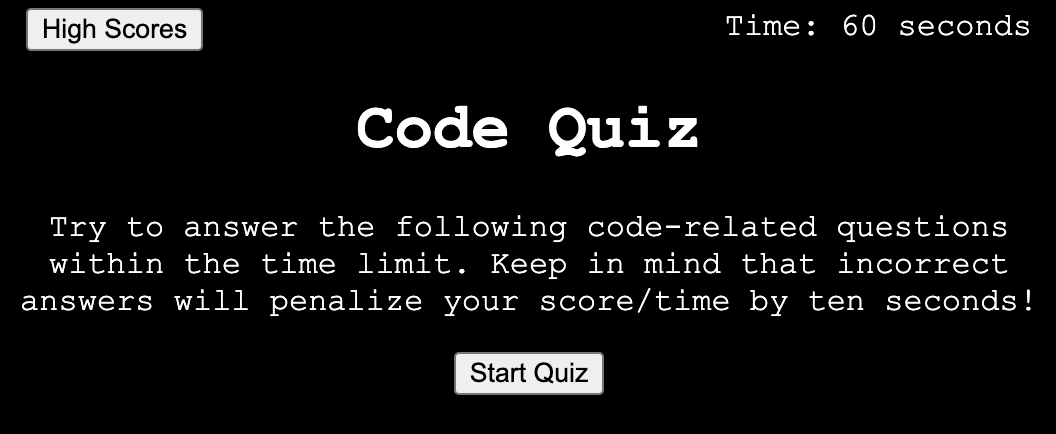 High Scores
Time: 60 seconds
Code Quiz
Try to answer the following code-related questions
within the time limit. Keep in mind that incorrect
answers will penalize your score/time by ten seconds!
Start Quiz